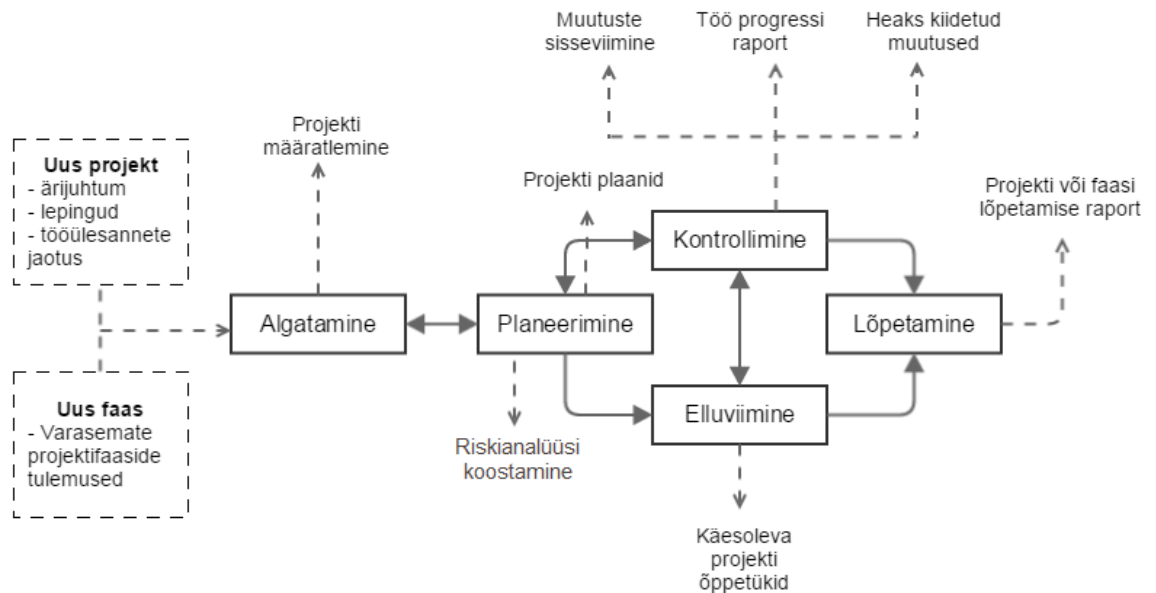 Muutuste
sisseviimine
Töö progressi
raport
Heaks kiidetud
muutused
Projekti
määratlemine
Uus projekt
- ärijuhtum
- lepingud
- tööülesannete
jaotus
Projekti plaanid
Projekti või faasi
lõpetamise raport
Kontrollimine
Algatamine
Planeerimine
Lõpetamine
Uus faas
- Varasemate
projektifaaside
tulemused
Elluviimine
Riskianalüüsi
koostamine
Käesoleva
projekti
õppetükid